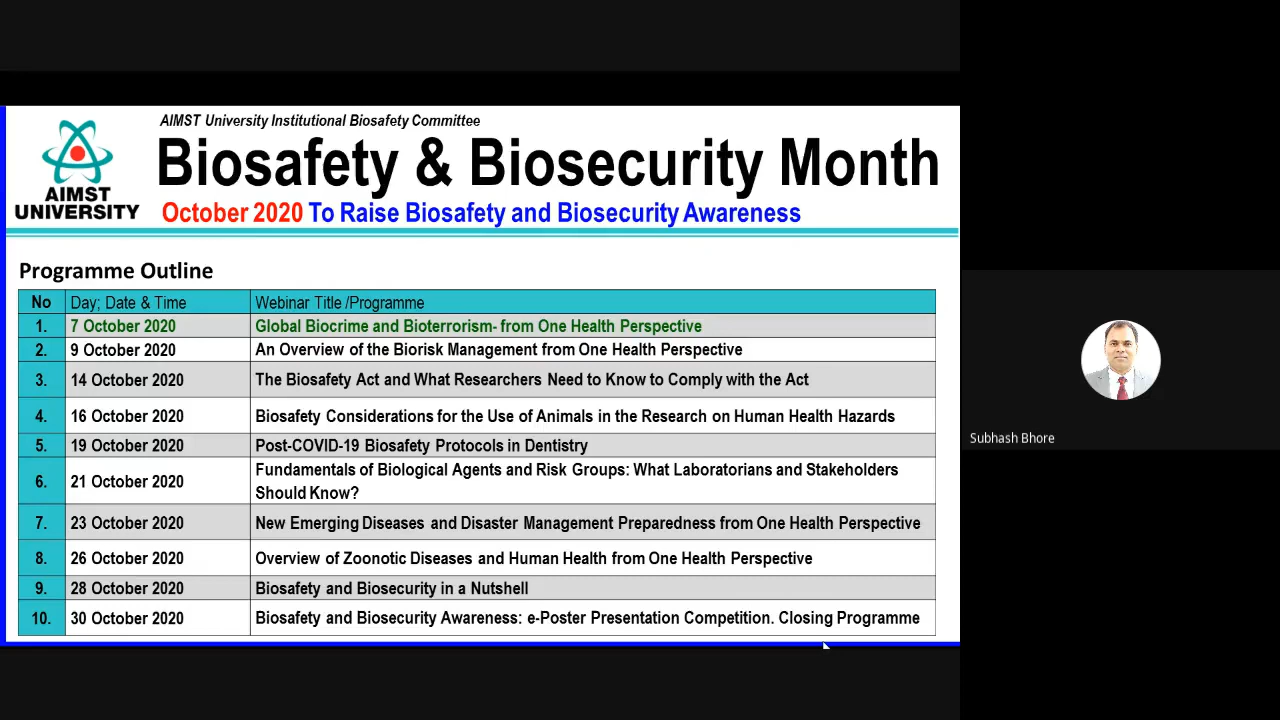 AIMST University Institutional Biosafety Committee
Biosafety & Biosecurity Month
AIMST
UNIVERSITY
October 2020 To Raise Biosafety and Biosecurity Awareness
Programme Outline
No Day; Date & Time Webinar Title /Programme
1. 7 October 2020 Global Biocrime and Bioterrorism- from One Health Perspective
2. 9 October 2020 An Overview of the Biorisk Management from One Health Perspective
3. 14 October 2020 The Biosafety Act and What Researchers Need to Know to Comply with the Act
4. 16 October 2020 Biosafety Considerations for the Use of Animals in the Research on Human Health Hazards
5. 19 October 2020 Post-COVID-19 Biosafety Protocols in Dentistry
6. 21 October 2020 Fundamentals of Biological Agents and Risk Groups: What Laboratorians and Stakeholders
Should Know?
7. 23 October 2020 New Emerging Diseases and Disaster Management Preparedness from One Health Perspective
8. 26 October 2020 Overview of Zoonotic Diseases and Human Health from One Health Perspective
9. 28 October 2020 Biosafety and Biosecurity in a Nutshell
10. 30 October 2020 Biosafety and Biosecurity Awareness: e-Poster Presentation Competition. Closing Programme
Subhash Bhore